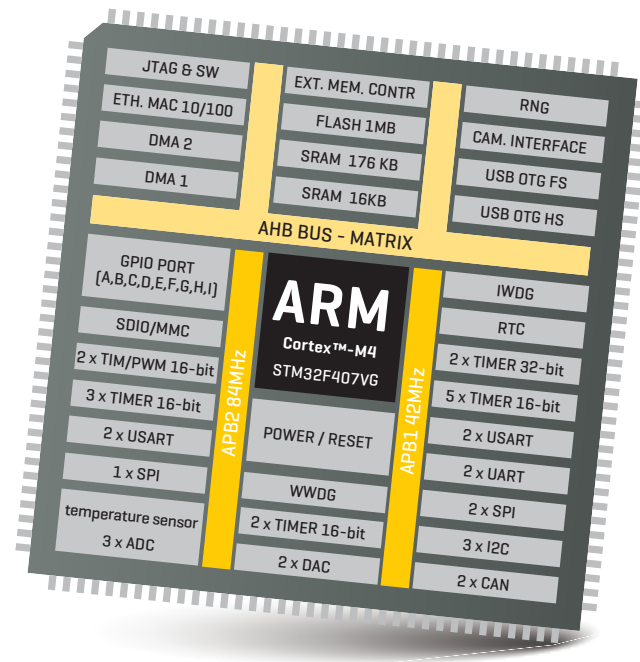 JTAG & SW
ETH. MAC 10/100
DMA 2
DMA 1
EXT. MEM. CONTR
FLASH 1MB
SRAM 176 KB
SRAM 16KB
RNG
CAM. INTERFACE
USB OTG FS
USB OTG HS
AHB BUS - MATRIX
GPIO PORT
(A,B,C,D,E,F,G,H,I)
SDIO/MMC
2 x TIM/PWM 16-bit
3 x TIMER 16-bit
2 x USART
1 x SPI
temperature sensor
3 x ADC
APB2 84MHz
ARM
Cortex™-M4
STM32F407VG
POWER / RESET
WWDG
2 x TIMER 16-bit
2 x DAC
APB1 42MHz
IWDG
RTC
2 x TIMER 32-bit
5 x TIMER 16-bit
2 x USART
2 x UART
2 x SPI
3 x I2C
2 x CAN